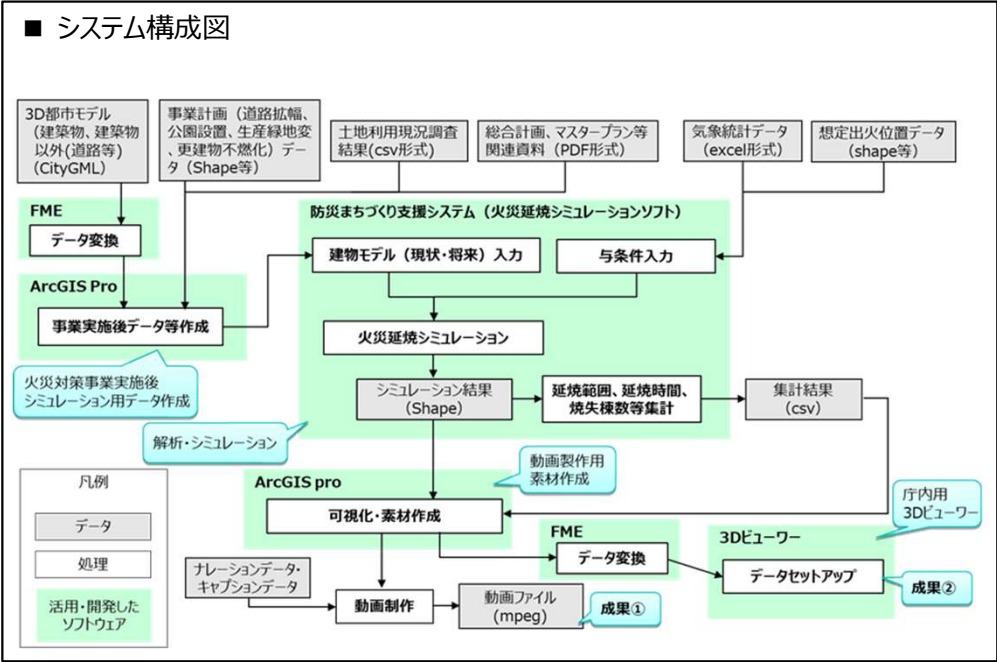 ■ システム構成図
3D都市モデル
（建築物、建築物
以外(道路等)
（CityGML）
事業計画（道路拡幅、
公園設置、生産緑地変
、更建物不燃化）デー
タ（Shape等）
土地利用現況調査
結果(csv形式)
総合計画、マスタープラン等
関連資料（PDF形式）
気象統計データ
(excel形式)
想定出火位置データ
(shape等)
FME
データ変換
ArcGIS Pro
事業実施後データ等作成
火災対策事業実施後
シミュレーション用データ作成
防災まちづくり支援システム（火災延焼シミュレーションソフト）
建物モデル（現状・将来）入力
与条件入力
火災延焼シミュレーション
シミュレーション結果
(Shape)
延焼範囲、延焼時間、
焼失棟数等集計
集計結果
(csv)
解析・シミュレーション
動画製作用
素材作成
ArcGIS pro
可視化・素材作成
庁内用
3Dビューワー
FME
データ変換
3Dビューワー
データセットアップ
成果②
ナレーションデータ・
キャプションデータ
動画制作
動画ファイル
(mpeg)
成果①
凡例
データ
処理
活用・開発した
ソフトウェア